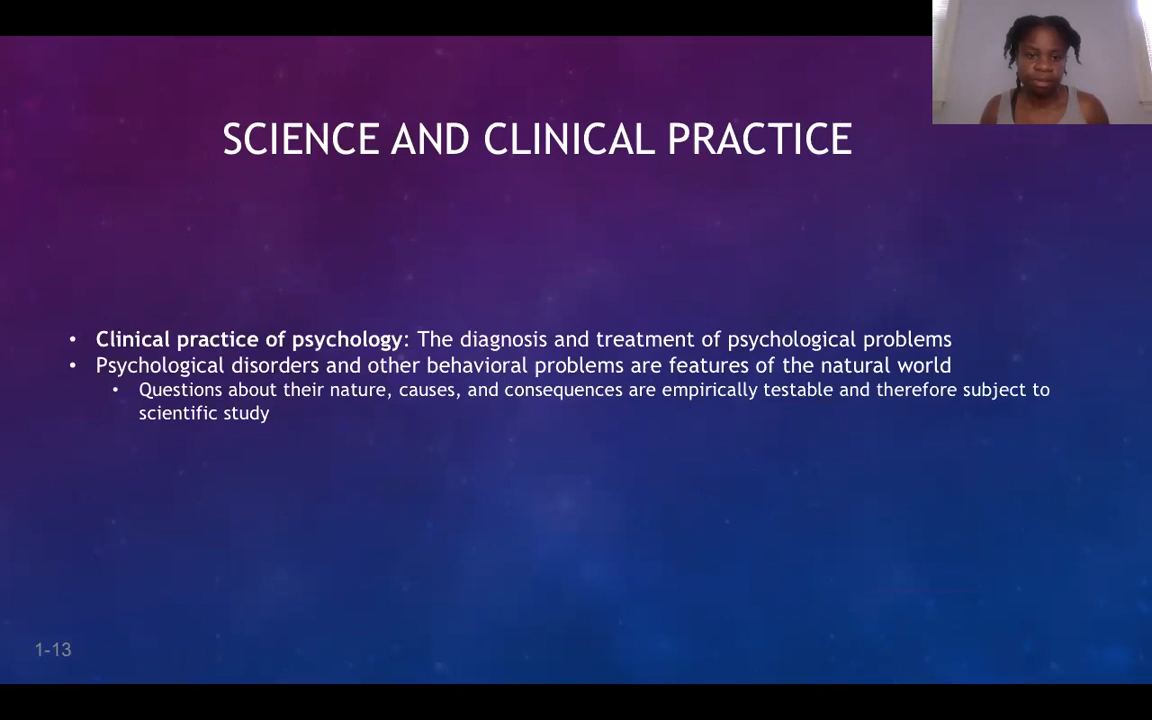 SCIENCE AND CLINICAL PRACTICE
• Clinical practice of psychology: The diagnosis and treatment of psychological problems
• Psychological disorders and other behavioral problems are features of the natural world
• Questions about their nature, causes, and consequences are empirically testable and therefore subject to
scientific study
1-13